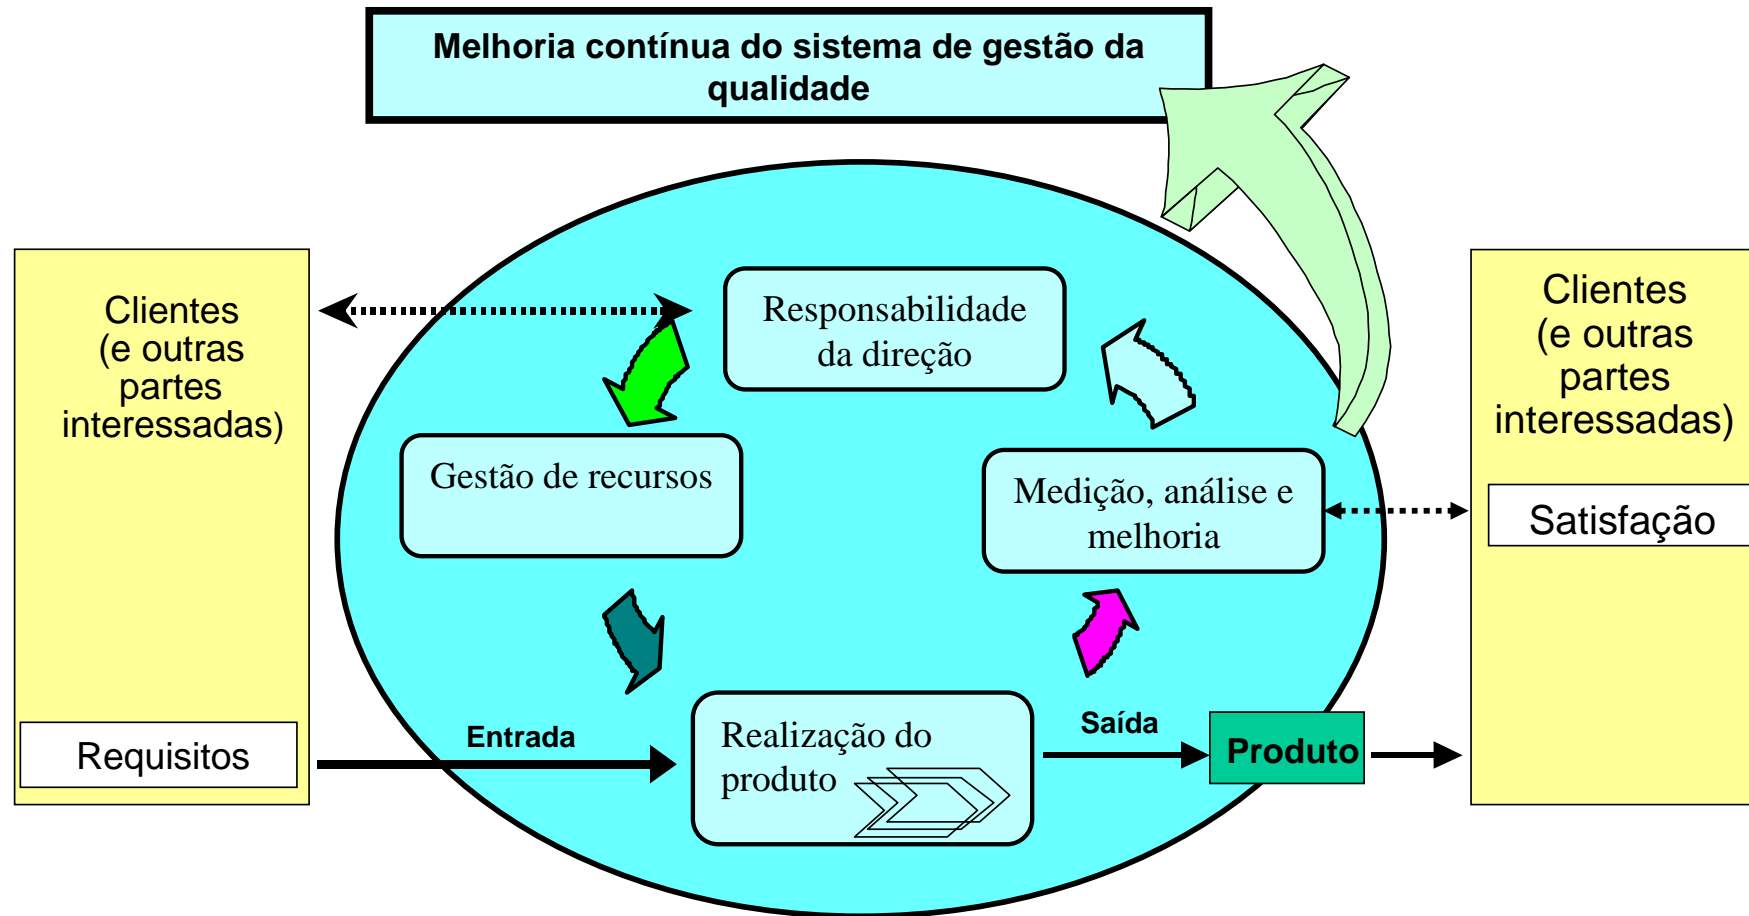 Melhoria contínua do sistema de gestão da
qualidade
Clientes
(e outras
partes
interessadas)
Requisitos
Responsabilidade
da direção
Gestão de recursos
Medição, análise e
melhoria
Entrada
Realização do
produto
Saída
Produto
Clientes
(e outras
partes
interessadas)
Satisfação